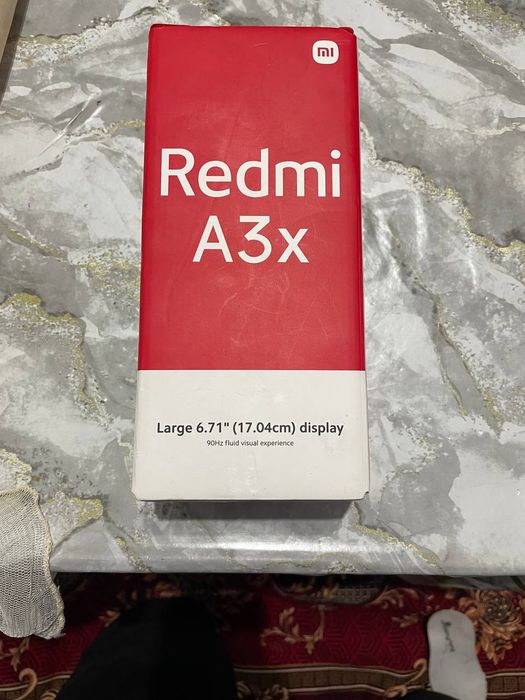 mi
Redmi
A3x
Large 6.71" (17.04cm) display
90Hz fluid visual experience